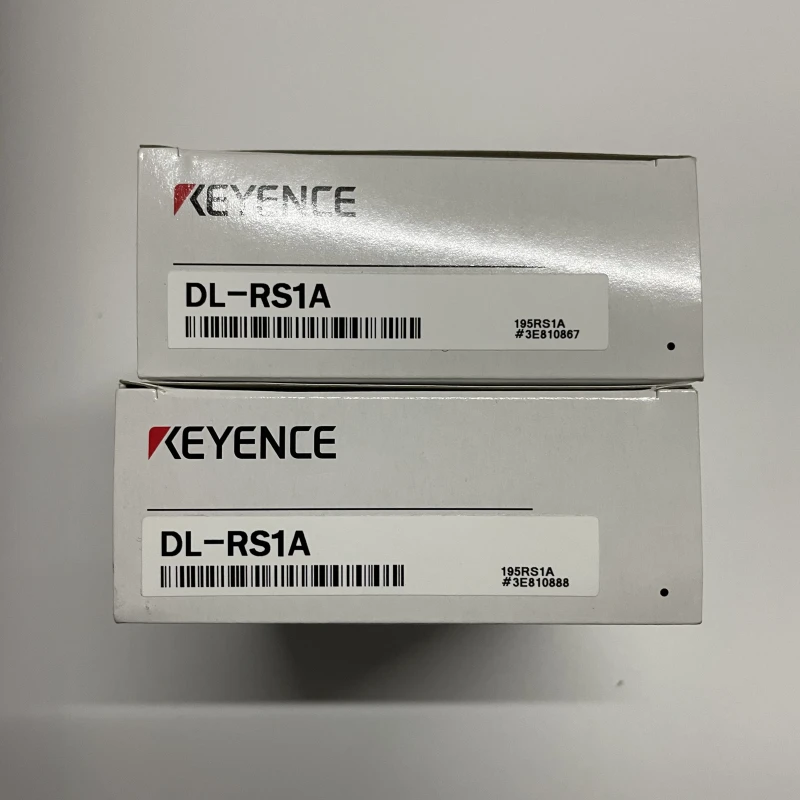 KEYENCE
DL-RS1A
195RS1A
#3E810867
KEYENCE
DL-RS1A
195RS1A
#3E810888